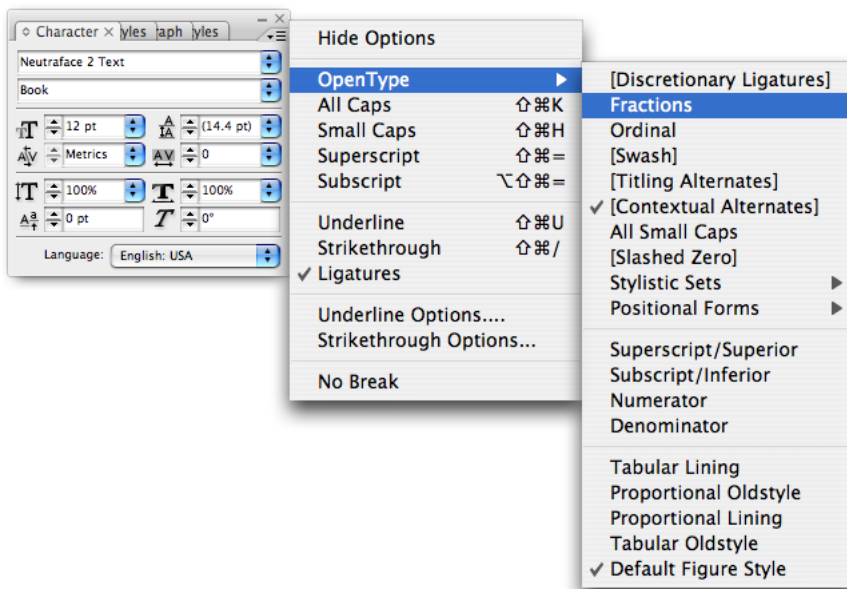 Character × yles aph yles
Neutraface 2 Text
Book
12 pt (14.4 pt)
Metrics 0
100% 100%
0 pt 0°
Language: English: USA
Hide Options
OpenType
All Caps ⇧⌘K
Small Caps ⇧⌘H
Superscript ⇧⌘=
Subscript ⌥⇧⌘=
Underline ⇧⌘U
Strikethrough ⇧⌘/
✓ Ligatures
Underline Options....
Strikethrough Options...
No Break
[Discretionary Ligatures]
Fractions
Ordinal
[Swash]
[Titling Alternates]
✓ [Contextual Alternates]
All Small Caps
[Slashed Zero]
Stylistic Sets
Positional Forms
Superscript/Superior
Subscript/Inferior
Numerator
Denominator
Tabular Lining
Proportional Oldstyle
Proportional Lining
Tabular Oldstyle
✓ Default Figure Style